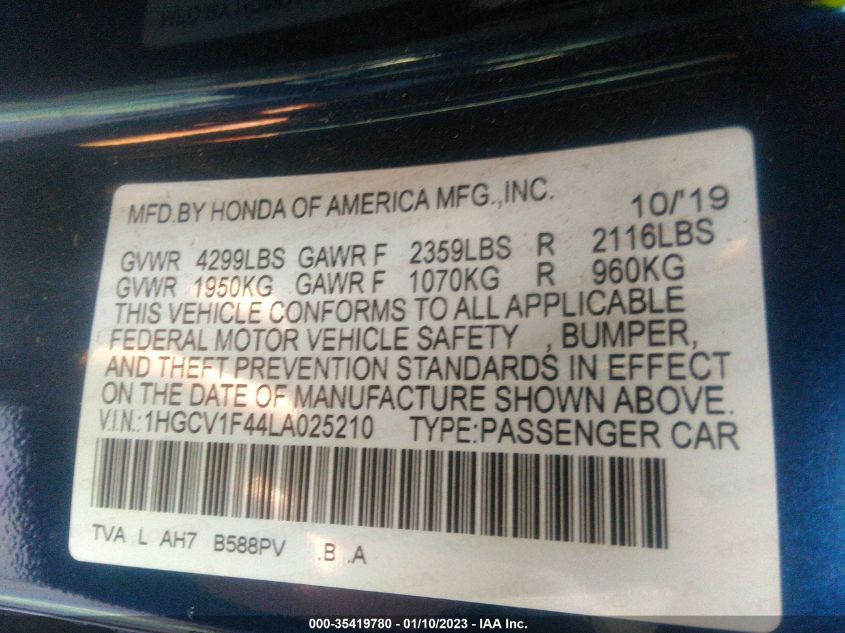 MFD.BY HONDA OF AMERICA MFG.,INC. 10/'19
GVWR 4299LBS GAWR F 2359LBS R 2116LBS
GVWR 1950KG GAWR F 1070KG R 960KG
THIS VEHICLE CONFORMS TO ALL APPLICABLE
FEDERAL MOTOR VEHICLE SAFETY , BUMPER,
AND THEFT PREVENTION STANDARDS IN EFFECT
ON THE DATE OF MANUFACTURE SHOWN ABOVE.
V.I.N.:1HGCV1F44LA025210 TYPE:PASSENGER CAR
TVA L AH7 B588PV .B .A
000-35419780 - 01/10/2023 - IAA Inc.